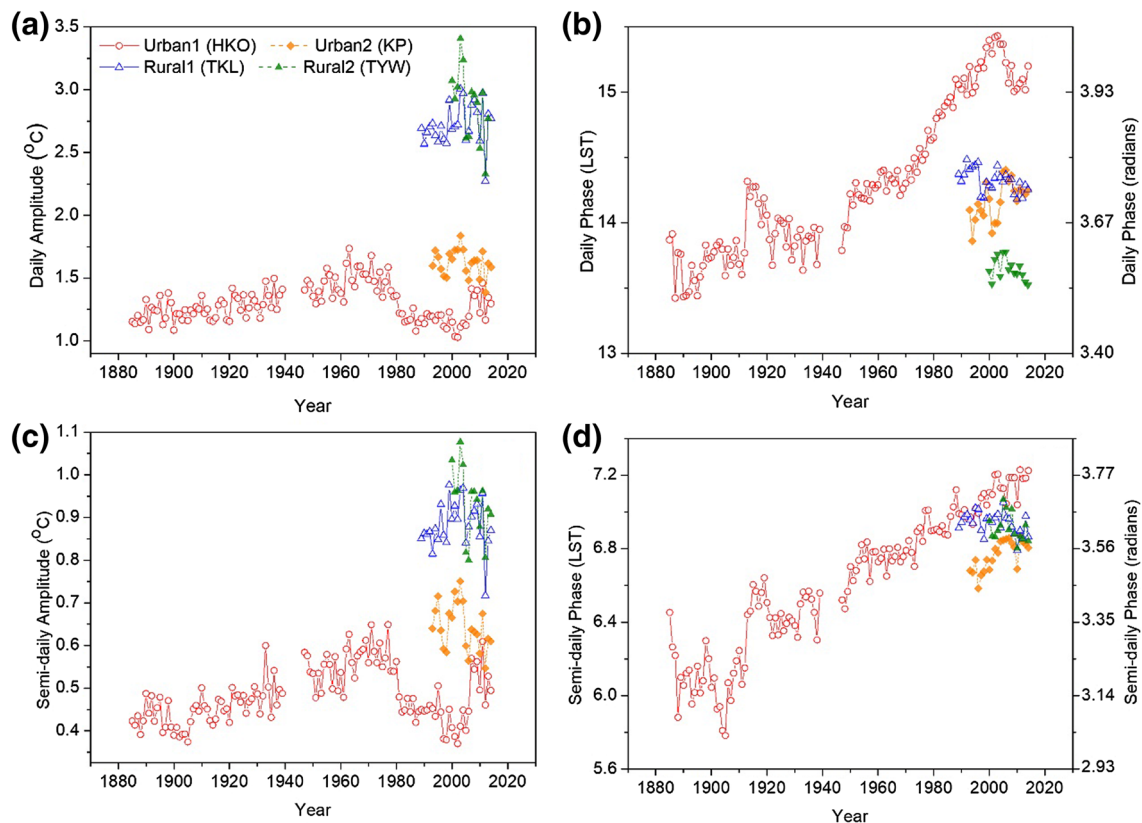 (a)
3.5
3.0
2.5
2.0
1.5
1.0
Daily Amplitude (°C)
Urban1 (HKO)
Urban2 (KP)
Rural1 (TKL)
Rural2 (TYW)
1880 1900 1920 1940 1960 1980 2000 2020
Year
(b)
15
14
13
Daily Phase (LST)
3.93
3.67
3.40
Daily Phase (radians)
1880 1900 1920 1940 1960 1980 2000 2020
Year
(c)
1.1
1.0
0.9
0.8
0.7
0.6
0.5
0.4
Semi-daily Amplitude (°C)
1880 1900 1920 1940 1960 1980 2000 2020
Year
(d)
7.2
6.8
6.4
6.0
5.6
Semi-daily Phase (LST)
3.77
3.56
3.35
3.14
2.93
Semi-daily Phase (radians)
1880 1900 1920 1940 1960 1980 2000 2020
Year